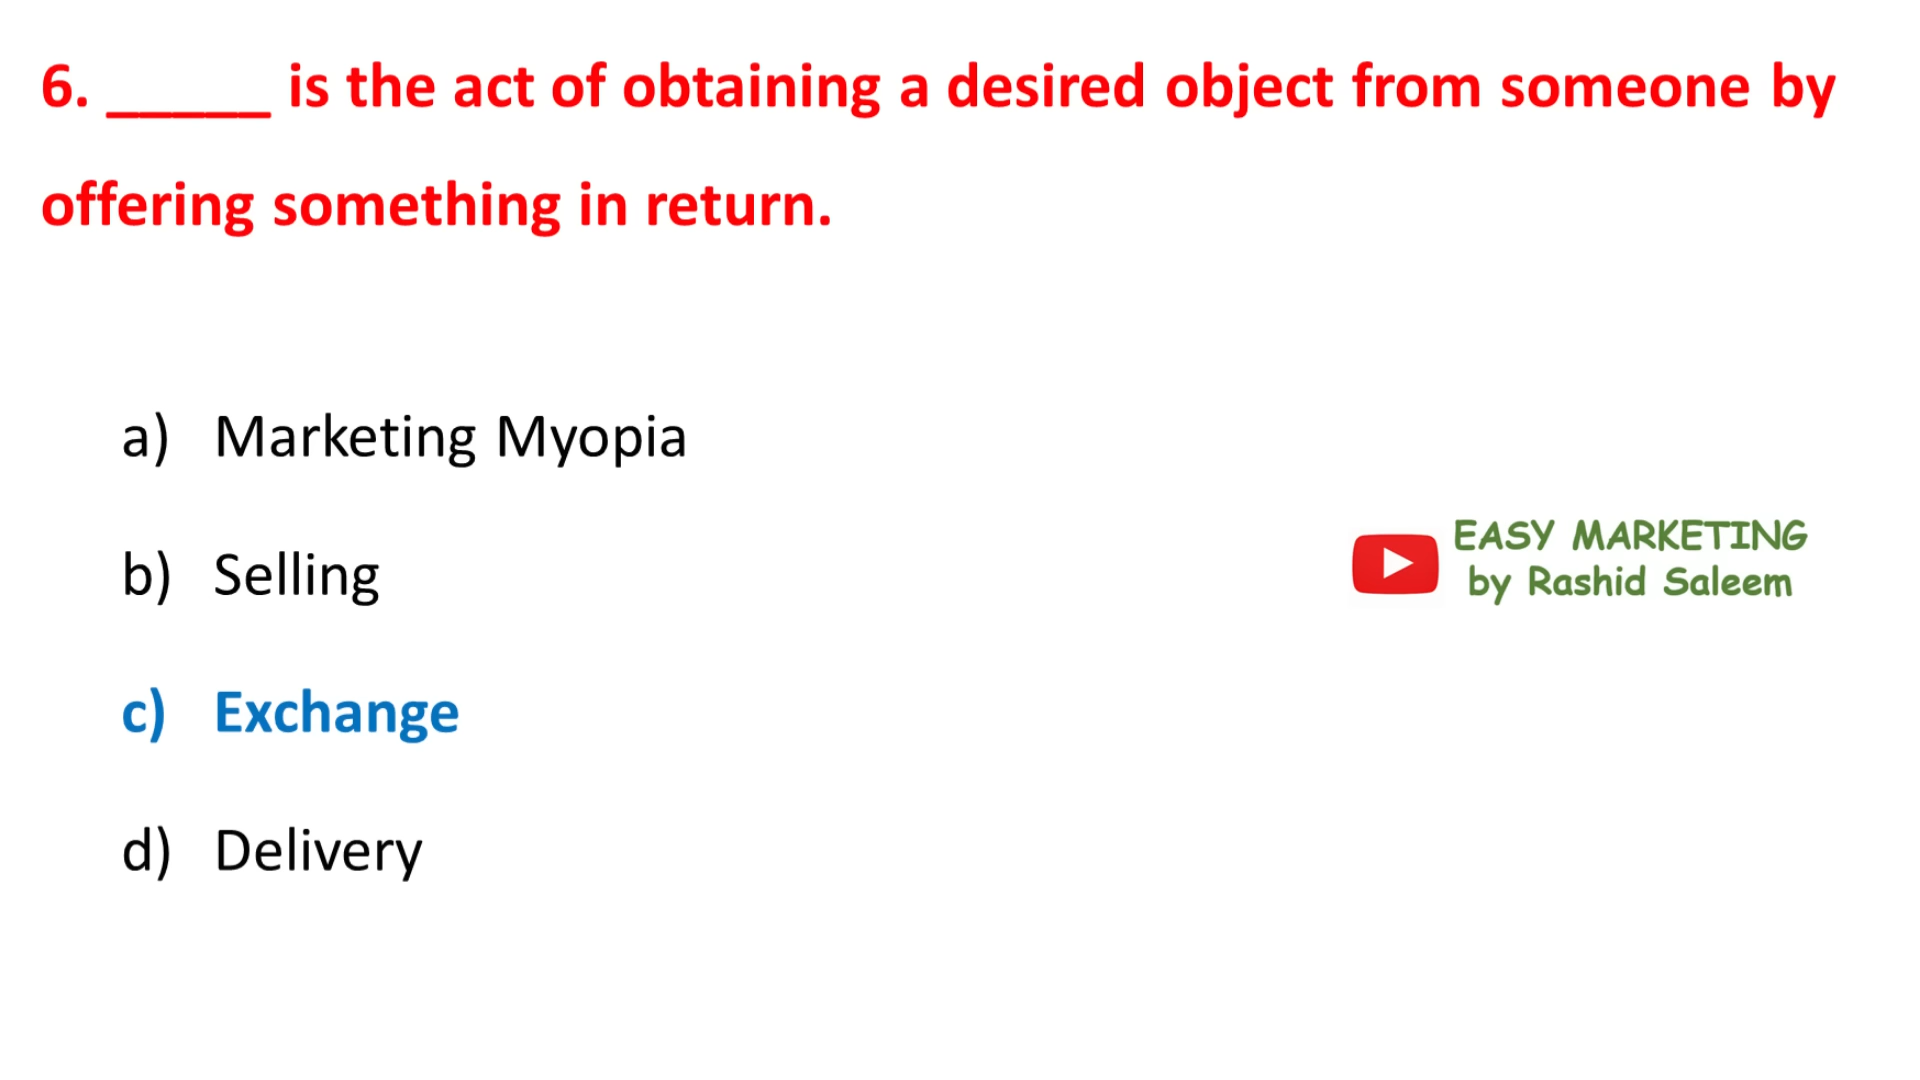 6. _____ is the act of obtaining a desired object from someone by
offering something in return.
a) Marketing Myopia
b) Selling
EASY MARKETING
by Rashid Saleem
c) Exchange
d) Delivery